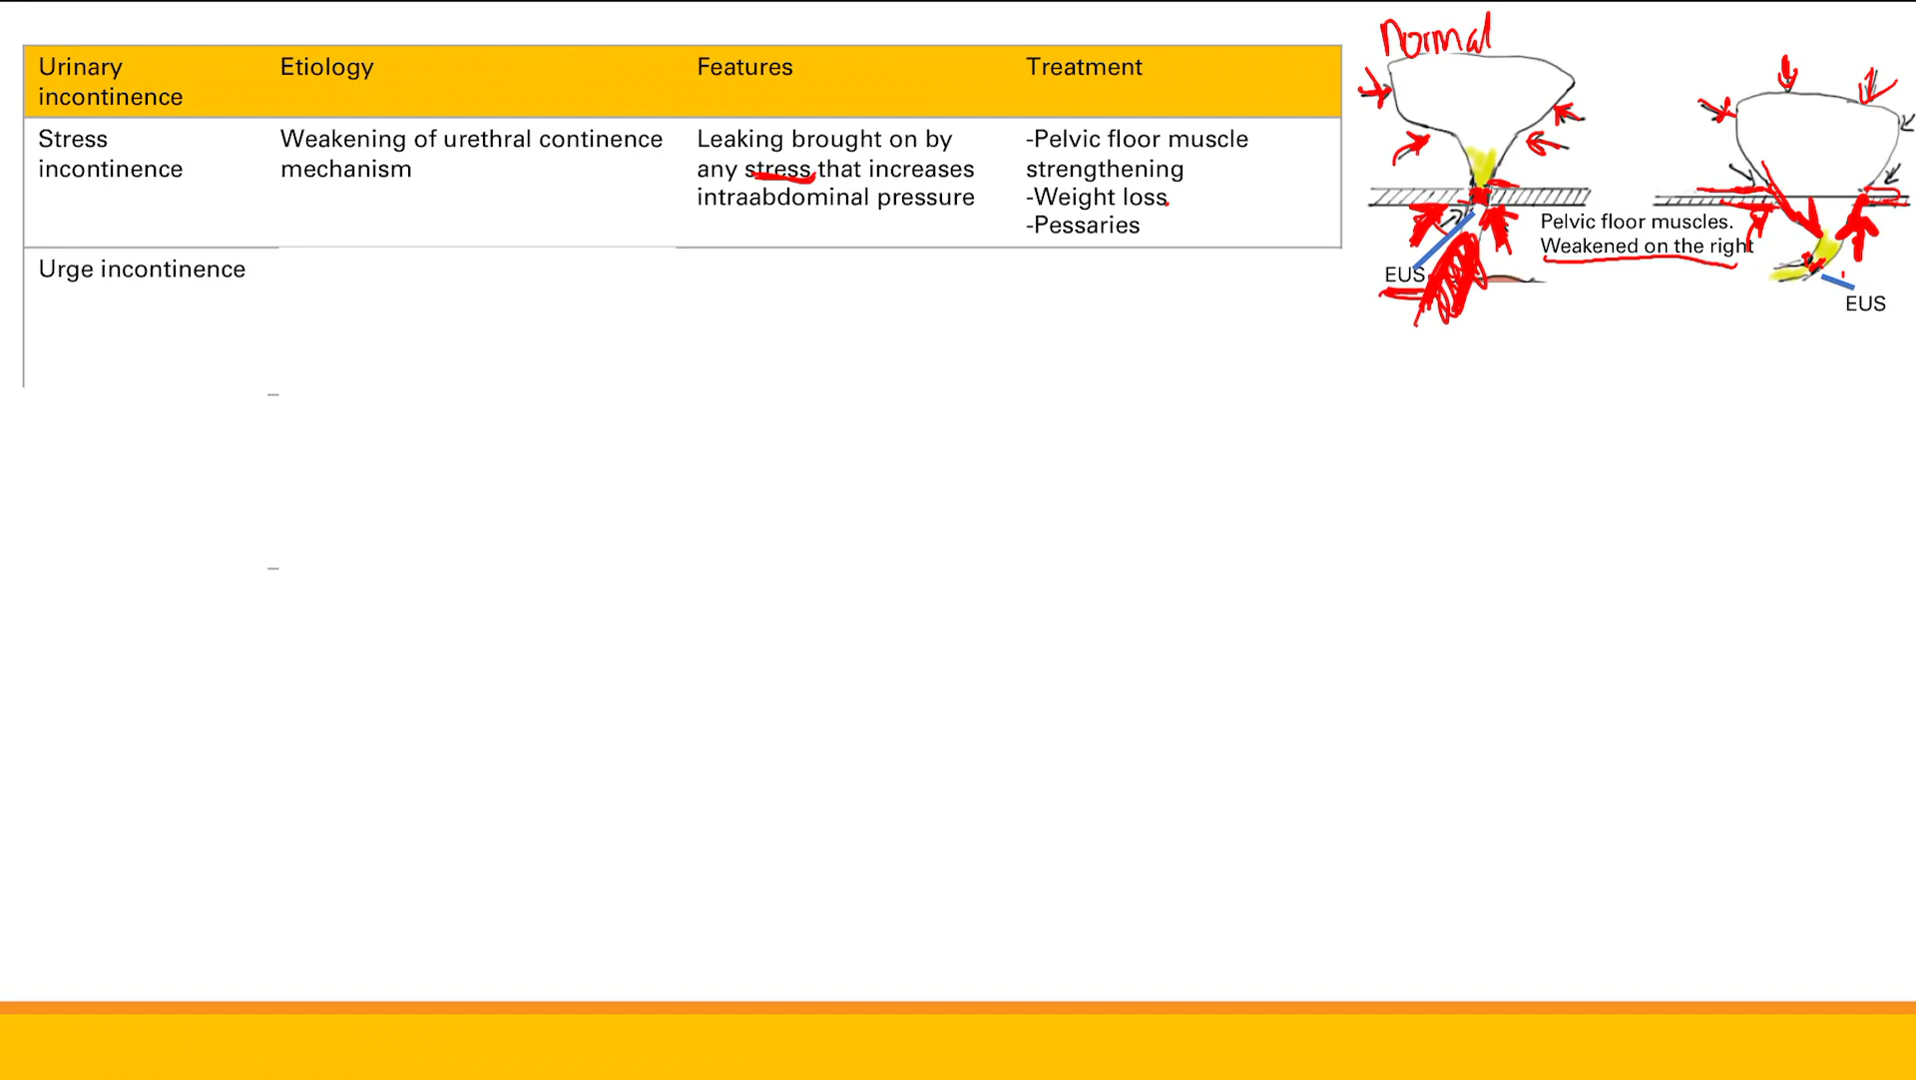 Urinary
incontinence
Etiology
Features
Treatment
Stress
incontinence
Weakening of urethral continence
mechanism
Leaking brought on by
any stress that increases
intraabdominal pressure
-Pelvic floor muscle
strengthening
-Weight loss
-Pessaries
Urge incontinence
Normal
Pelvic floor muscles.
Weakened on the right
EUS
EUS